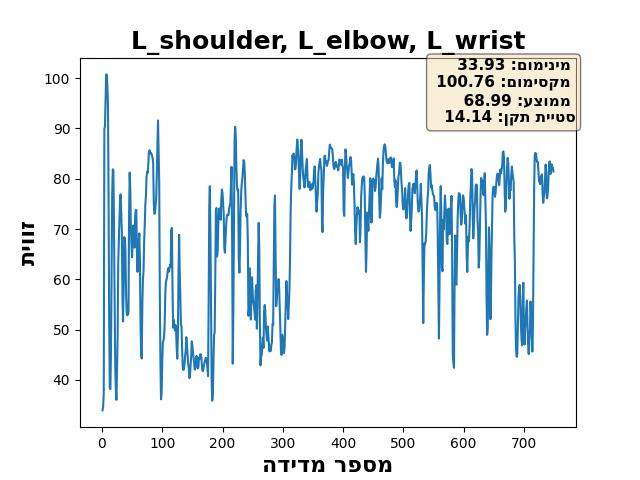 L_shoulder, L_elbow, L_wrist
מינימום: 33.93
מקסימום: 100.76
ממוצע: 68.99
סטיית תקן: 14.14
זווית
100
90
80
70
60
50
40
0 100 200 300 400 500 600 700
מספר מדידה